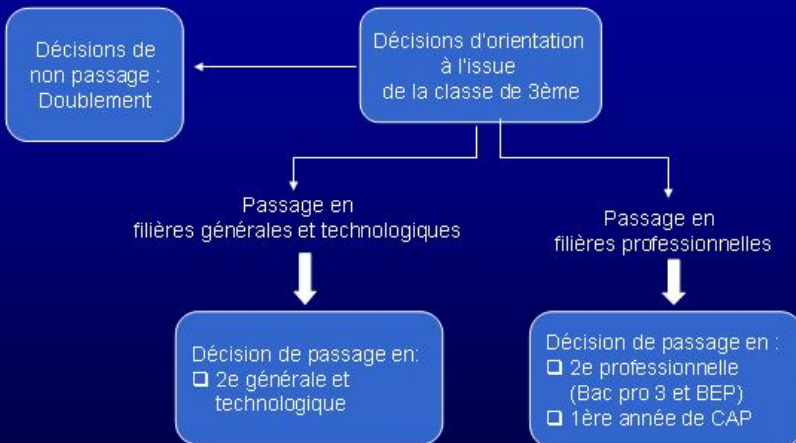 Décisions de
non passage :
Doublement
Décisions d'orientation
à l'issue
de la classe de 3ème
Passage en
filières générales et technologiques
Passage en
filières professionnelles
Décision de passage en:
❑ 2e générale et
technologique
Décision de passage en :
❑ 2e professionnelle
(Bac pro 3 et BEP)
❑ 1ère année de CAP